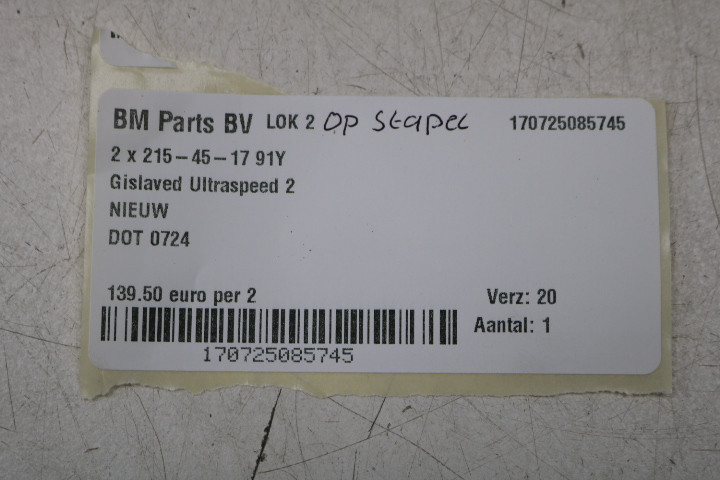 BM Parts BV LOK 2 op stapel 170725085745
2 x 215-45-17 91Y
Gislaved Ultraspeed 2
NIEUW
DOT 0724
139.50 euro per 2 Verz: 20
Aantal: 1
170725085745